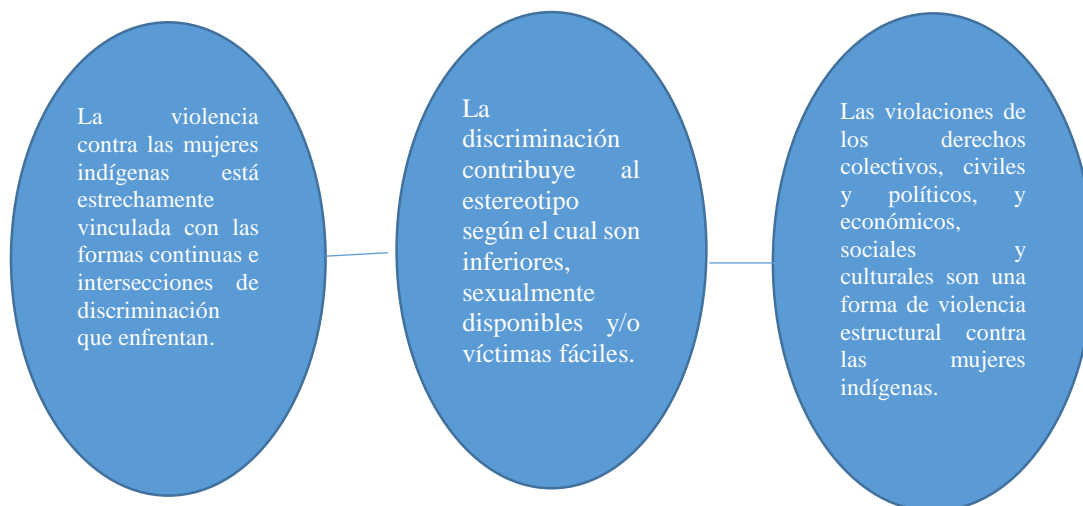 La violencia
contra las mujeres
indígenas está
estrechamente
vinculada con las
formas continuas e
intersecciones de
discriminación
que enfrentan.
La
discriminación
contribuye al
estereotipo
según el cual son
inferiores,
sexualmente
disponibles y/o
víctimas fáciles.
Las violaciones de
los derechos
colectivos, civiles
y políticos, y
económicos,
sociales y
culturales son una
forma de violencia
estructural contra
las mujeres
indígenas.